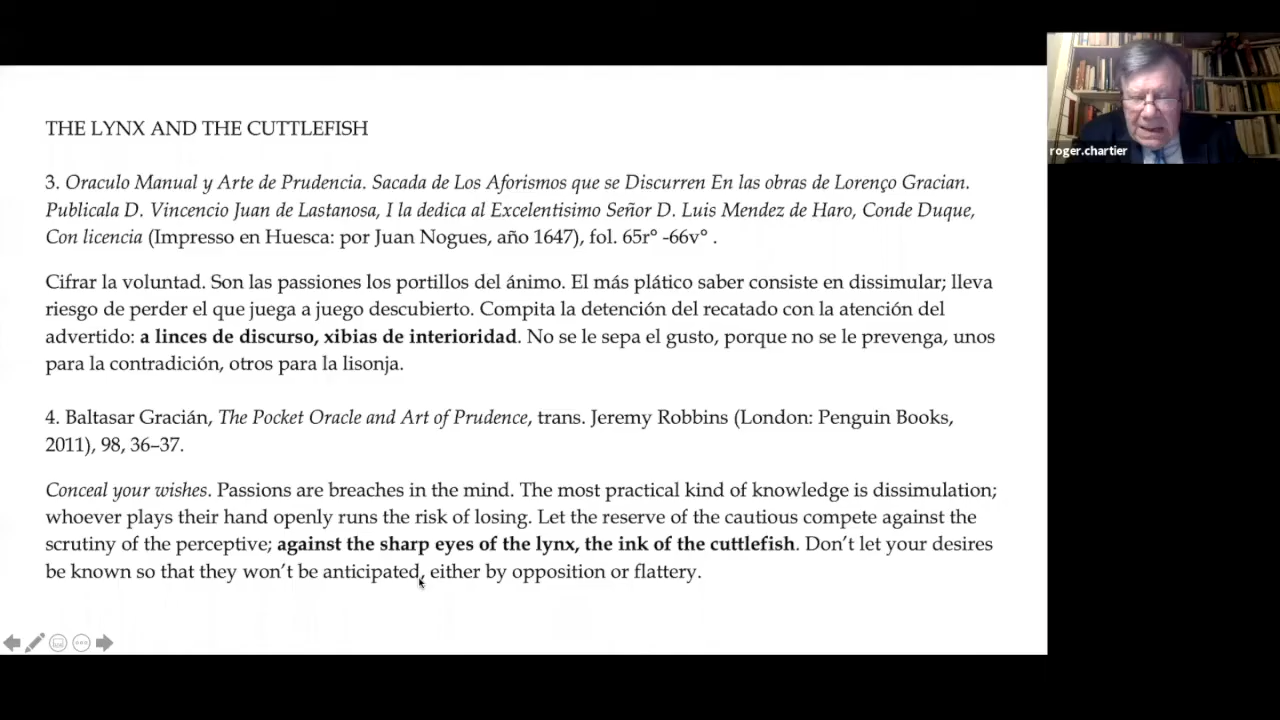 THE LYNX AND THE CUTTLEFISH
3. Oraculo Manual y Arte de Prudencia. Sacada de Los Aforismos que se Discurren En las obras de Lorenço Gracian.
Publicala D. Vincencio Juan de Lastanosa, I la dedica al Excelentisimo Señor D. Luis Mendez de Haro, Conde Duque,
Con licencia (Impresso en Huesca: por Juan Nogues, año 1647), fol. 65r° -66v° .
Cifrar la voluntad. Son las passiones los portillos del ánimo. El más plático saber consiste en dissimular; lleva
riesgo de perder el que juega a juego descubierto. Compita la detención del recatado con la atención del
advertido: a linces de discurso, xibias de interioridad. No se le sepa el gusto, porque no se le prevenga, unos
para la contradición, otros para la lisonja.
4. Baltasar Gracián, The Pocket Oracle and Art of Prudence, trans. Jeremy Robbins (London: Penguin Books,
2011), 98, 36–37.
Conceal your wishes. Passions are breaches in the mind. The most practical kind of knowledge is dissimulation;
whoever plays their hand openly runs the risk of losing. Let the reserve of the cautious compete against the
scrutiny of the perceptive; against the sharp eyes of the lynx, the ink of the cuttlefish. Don't let your desires
be known so that they won't be anticipated, either by opposition or flattery.
roger.chartier